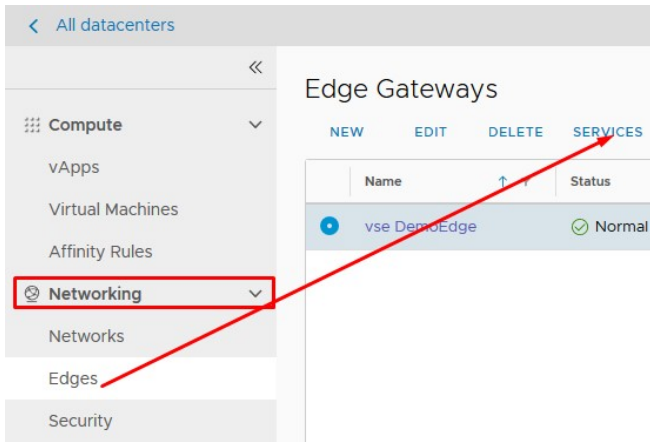 All datacenters
Compute
vApps
Virtual Machines
Affinity Rules
Networking
Networks
Edges
Security
Edge Gateways
NEW EDIT DELETE SERVICES
Name Status
vse DemoEdge Normal